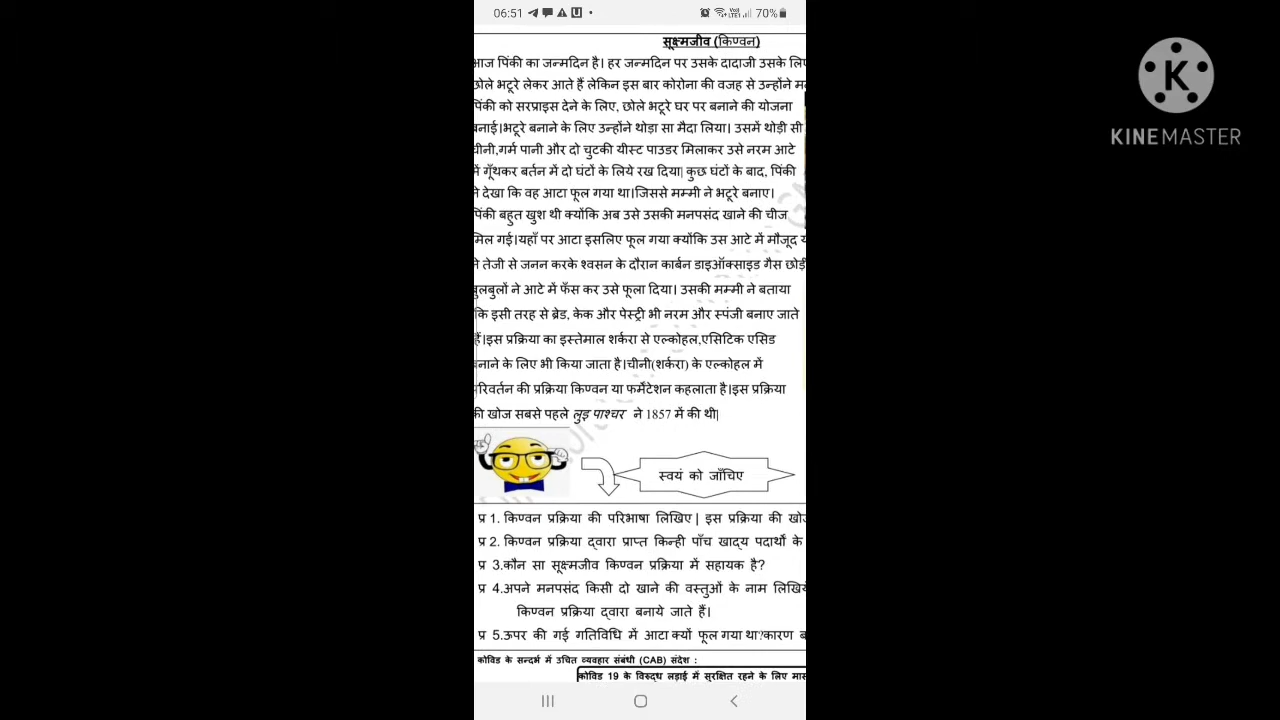 06:51
70%
KINEMASTER
सूक्ष्मजीव (किण्वन)
आज पिंकी का जन्मदिन है। हर जन्मदिन पर उसके दादाजी उसके
छोले भटूरे लेकर आते हैं लेकिन इस बार कोरोना की वजह से उन्होंने
पिंकी को सरप्राइस देने के लिए, छोले भटूरे घर पर बनाने की योजना
बनाई।भटूरे बनाने के लिए उन्होंने थोडा सा मैदा लिया। उसमें थोड़ी सी
चीनी,गर्म पानी और दो चुटकी यीस्ट पाउडर मिलाकर उसे नरम आटे
में गूँथकर बर्तन में दो घंटों के लिये रख दिया| कुछ घंटों के बाद, पिंकी
ने देखा कि वह आटा फूल गया था।जिससे मम्मी ने भटूरे बनाए।
पिंकी बहुत खुश थी क्योंकि अब उसे उसकी मनपसंद खाने की चीज
मिल गई।यहाँ पर आटा इसलिए फूल गया क्योंकि उस आटे में मौजूद
ने तेजी से जनन करके श्वसन के दौरान कार्बन डाइऑक्साइड गैस छोड़ी
बुलबुलों ने आटे में फँस कर उसे फूला दिया। उसकी मम्मी ने बताया
कि इसी तरह से ब्रेड, केक और पेस्ट्री भी नरम और स्पंजी बनाए जाते
हैं।इस प्रक्रिया का इस्तेमाल शर्करा से एल्कोहल,एसिटिक एसिड
बनाने के लिए भी किया जाता है।चीनी(शर्करा) के एल्कोहल में
परिवर्तन की प्रक्रिया किण्वन या फर्मेंटेशन कहलाता है।इस प्रक्रिया
की खोज सबसे पहले लुइ पाश्चर ने 1857 में की थी|
स्वयं को जाँचिए
प्र 1. किण्वन प्रक्रिया की परिभाषा लिखिए| इस प्रक्रिया की
प्र 2. किण्वन प्रक्रिया द्वारा प्राप्त किन्ही पाँच खाद्य पदार्थों के
प्र 3.कौन सा सूक्ष्मजीव किण्वन प्रक्रिया में सहायक है?
प्र 4.अपने मनपसंद किसी दो खाने की वस्तुओं के नाम
किण्वन प्रक्रिया द्वारा बनाये जाते हैं।
प्र 5.ऊपर की गई गतिविधि में आटा क्यों फूल गया था?कारण
कोविड के सन्दर्भ में उचित व्यवहार संबंधी (CAB) संदेश :
कोविड 19 के विरुद्ध लड़ाई में सुरक्षित रहने के लिए